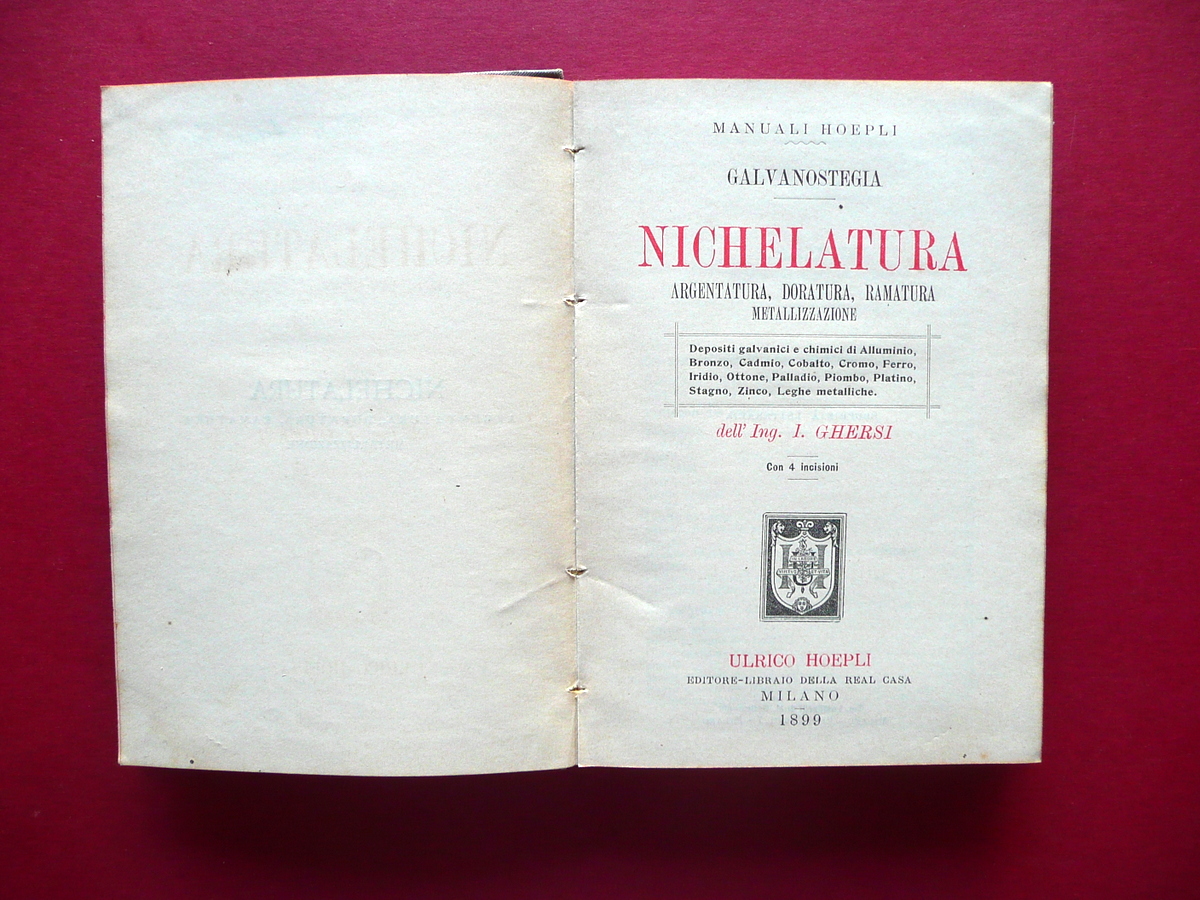 MANUALI HOEPLI
GALVANOSTEGIA
NICHELATURA
ARGENTATURA, DORATURA, RAMATURA
METALLIZZAZIONE
Depositi galvanici e chimici di Alluminio,
Bronzo, Cadmio, Cobalto, Cromo, Ferro,
Iridio, Ottone, Palladio, Piombo, Platino,
Stagno, Zinco, Leghe metalliche.
dell' Ing. I. GHERSI
Con 4 incisioni
ULRICO HOEPLI
EDITORE-LIBRAIO DELLA REAL CASA
MILANO
1899